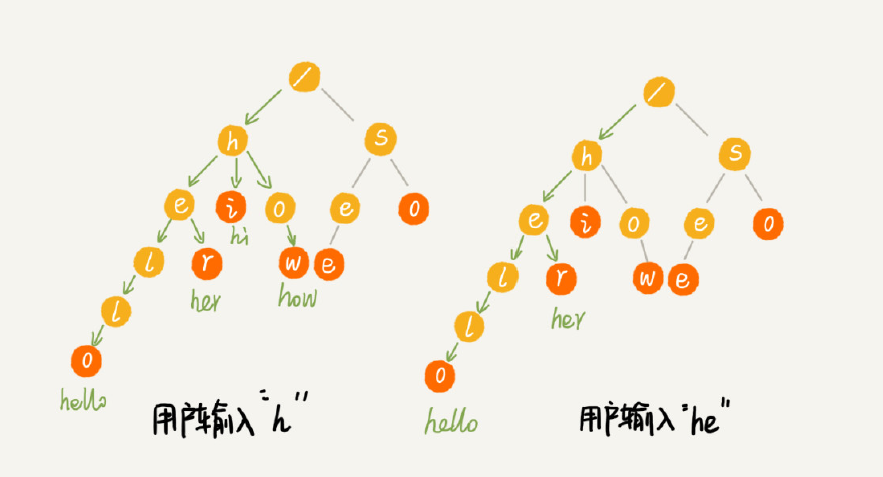 /
h s
e i o e o
hi
l r w e
her how
l
o
hello
用户输入“h”
/
h s
e i o e o
l r w e
her
l
o
hello
用户输入“he”